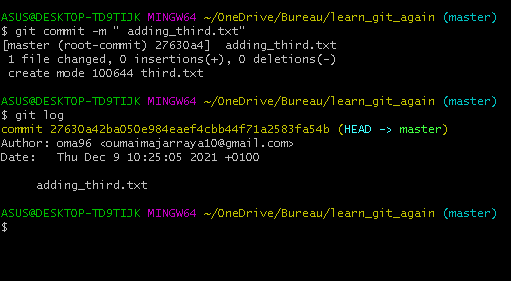 ASUS@DESKTOP-TD9TIJK MINGW64 ~/OneDrive/Bureau/learn_git_again (master)
$ git commit -m " adding_third.txt"
[master (root-commit) 27630a4]  adding_third.txt
 1 file changed, 0 insertions(+), 0 deletions(-)
 create mode 100644 third.txt
ASUS@DESKTOP-TD9TIJK MINGW64 ~/OneDrive/Bureau/learn_git_again (master)
$ git log
commit 27630a42ba050e984eaef4cbb44f71a2583fa54b (HEAD -> master)
Author: oma96 <oumaimajarraya10@gmail.com>
Date:   Thu Dec 9 10:25:05 2021 +0100
     adding_third.txt
ASUS@DESKTOP-TD9TIJK MINGW64 ~/OneDrive/Bureau/learn_git_again (master)
$